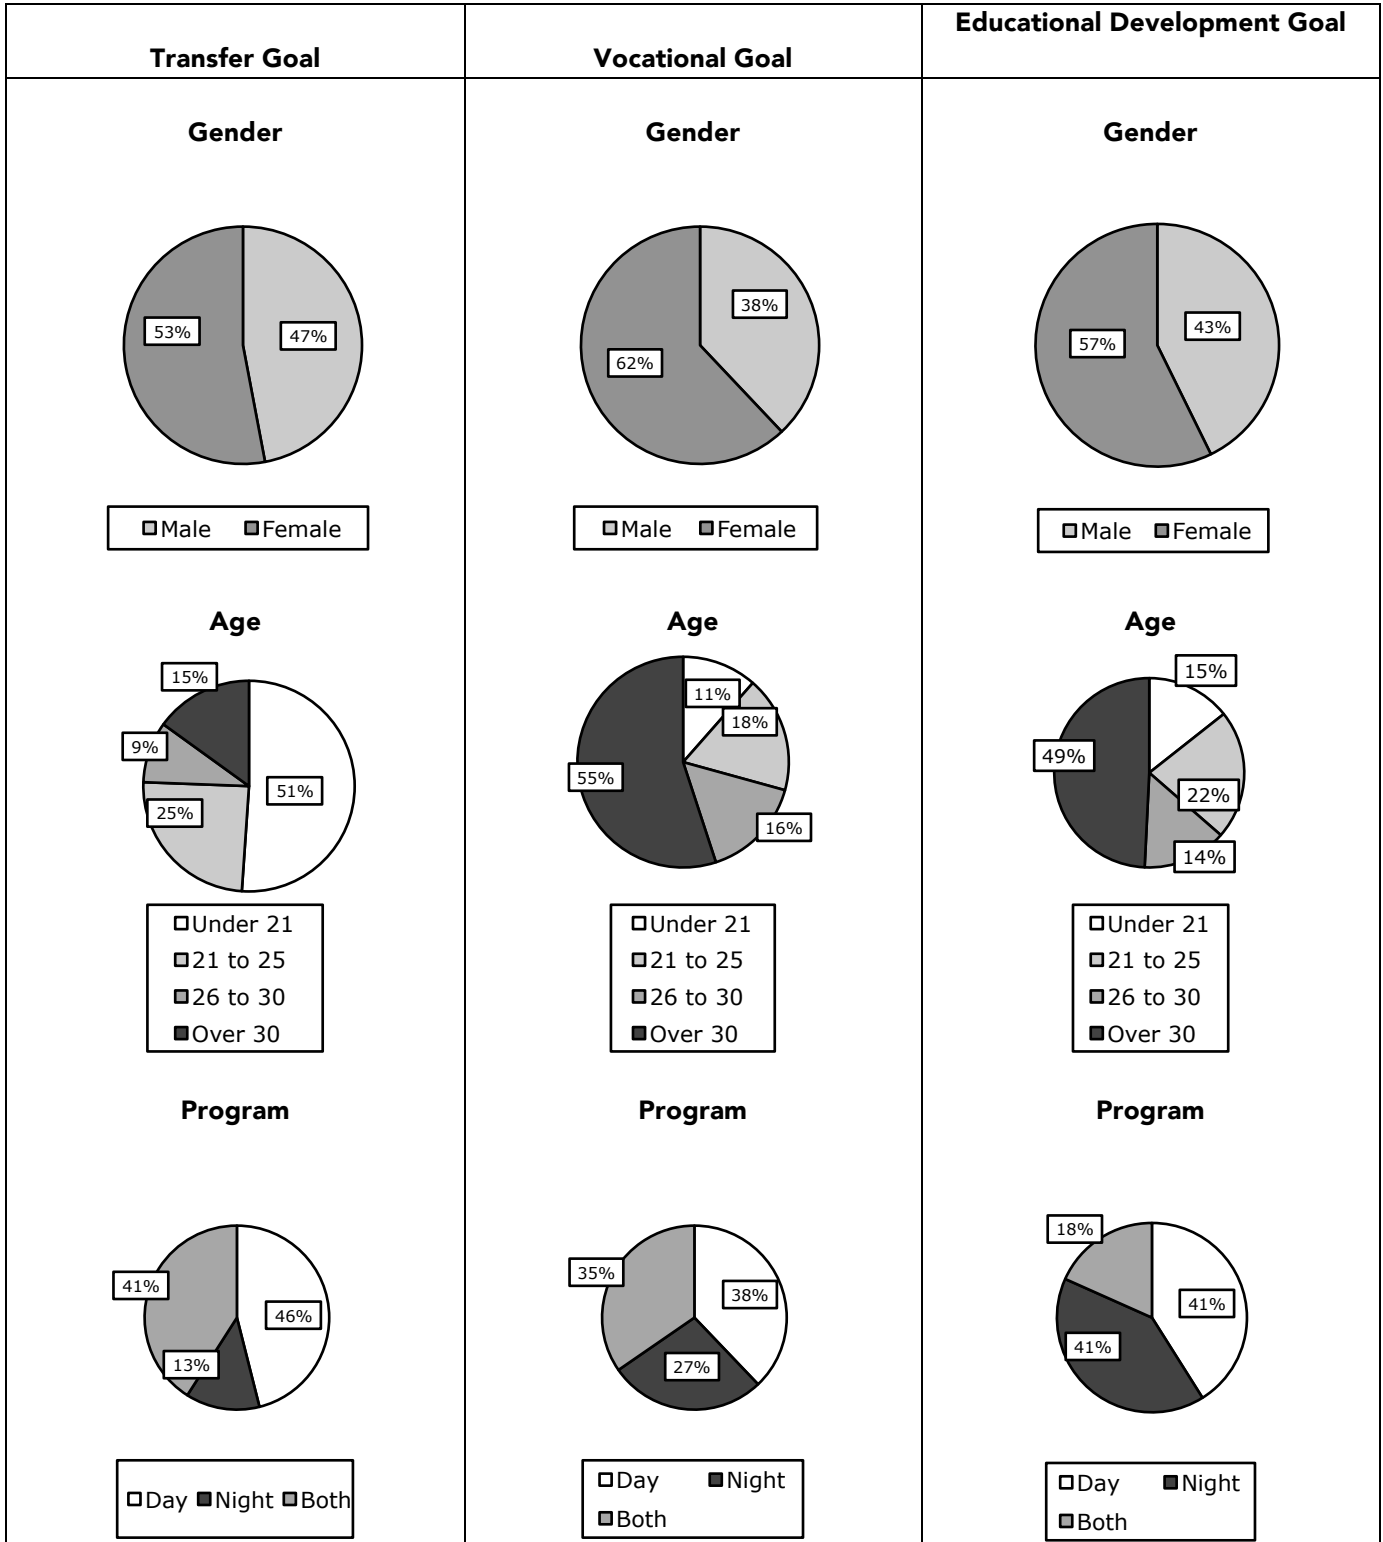 Transfer Goal
Vocational Goal
Educational Development Goal
Gender
53%
47%
Male Female
Gender
38%
62%
Male Female
Gender
43%
57%
Male Female
Age
15%
9%
25%
51%
Under 21
21 to 25
26 to 30
Over 30
Age
11%
18%
55%
16%
Under 21
21 to 25
26 to 30
Over 30
Age
15%
49%
22%
14%
Under 21
21 to 25
26 to 30
Over 30
Program
41%
46%
13%
Day Night Both
Program
35%
38%
27%
Day Night
Both
Program
18%
41%
41%
Day Night
Both